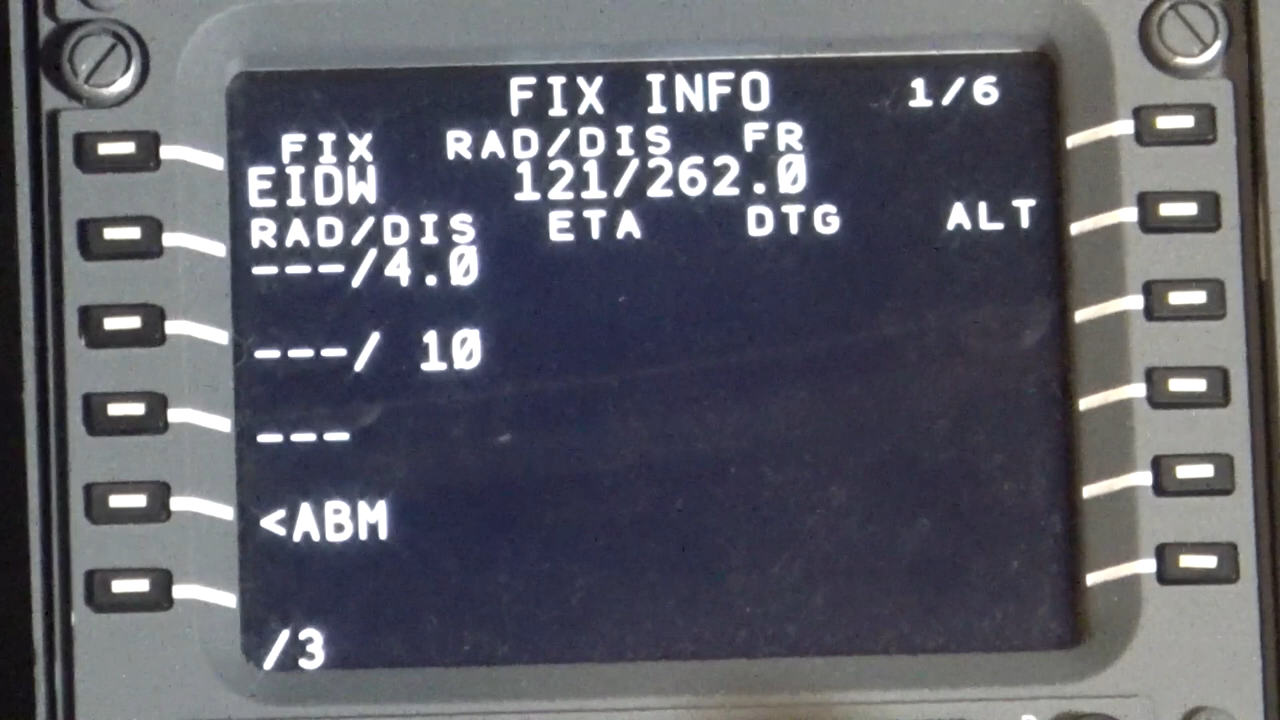 FIX INFO 1/6
FIX RAD/DIS FR
EIDW 121/262.0
RAD/DIS ETA DTG ALT
---/4.0
---/ 10
---
<ABM
/3